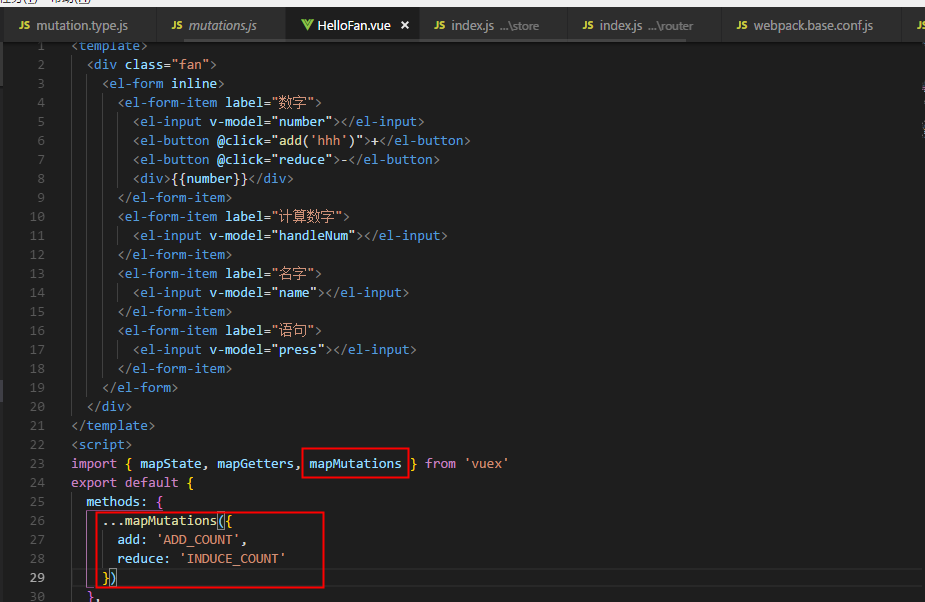 JS mutation.type.js JS mutations.js HelloFan.vue × JS index.js ...\store JS index.js ...\router JS webpack.base.conf.js JS
1 <template>
2 <div class="fan">
3 <el-form inline>
4 <el-form-item label="数字">
5 <el-input v-model="number"></el-input>
6 <el-button @click="add('hhh')">+</el-button>
7 <el-button @click="reduce">-</el-button>
8 <div>{{number}}</div>
9 </el-form-item>
10 <el-form-item label="计算数字">
11 <el-input v-model="handleNum"></el-input>
12 </el-form-item>
13 <el-form-item label="名字">
14 <el-input v-model="name"></el-input>
15 </el-form-item>
16 <el-form-item label="语句">
17 <el-input v-model="press"></el-input>
18 </el-form-item>
19 </el-form>
20 </div>
21 </template>
22 <script>
23 import { mapState, mapGetters, mapMutations } from 'vuex'
24 export default {
25 methods: {
26 ...mapMutations({
27 add: 'ADD_COUNT',
28 reduce: 'INDUCE_COUNT'
29 })
30 },